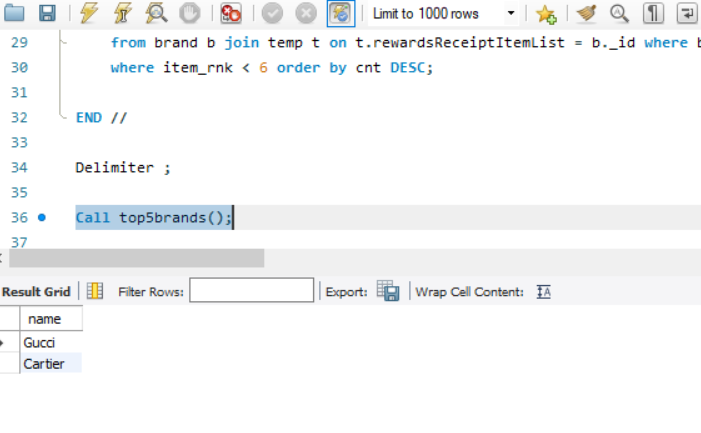 Limit to 1000 rows
29 from brand b join temp t on t.rewardsReceiptItemList = b._id where
30 where item_rnk < 6 order by cnt DESC;
31
32 END //
33
34 Delimiter ;
35
36 Call top5brands();
37
Result Grid Filter Rows: Export: Wrap Cell Content:
name
Gucci
Cartier